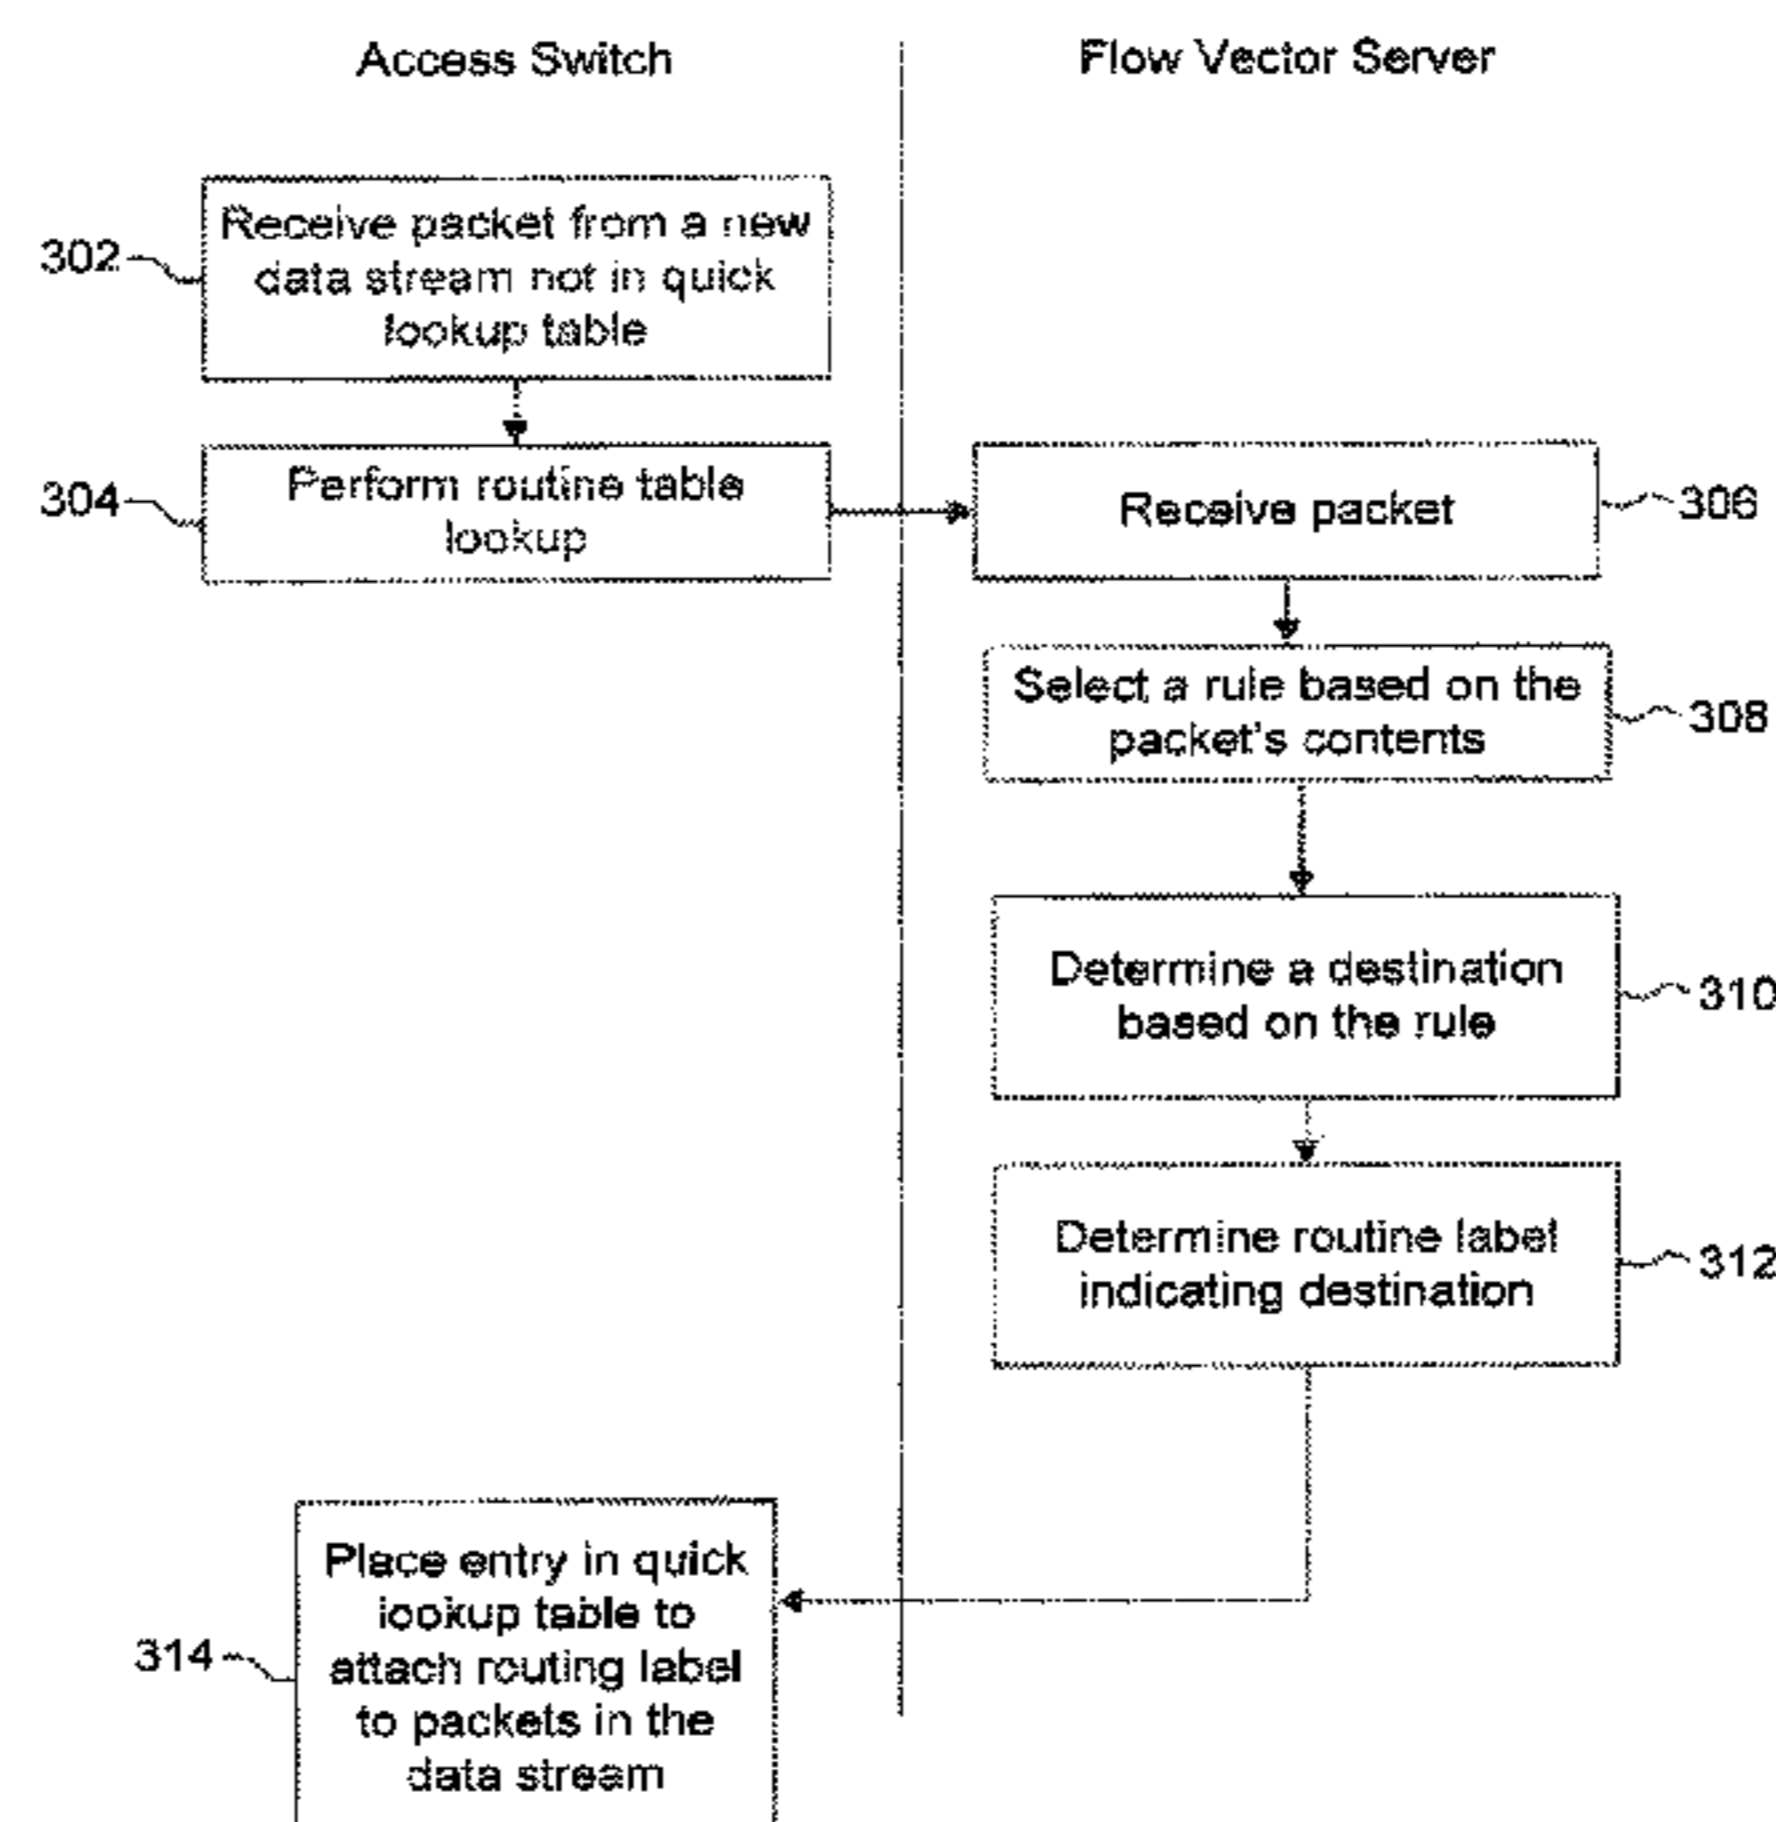 Access Switch
Flow Vector Server
302
Receive packet from a new
data stream not in quick
lookup table
304
Perform routine table
lookup
Receive packet
306
Select a rule based on the
packet's contents
308
Determine a destination
based on the rule
310
Determine routine label
indicating destination
312
314
Place entry in quick
lookup table to
attach routing label
to packets in the
data stream